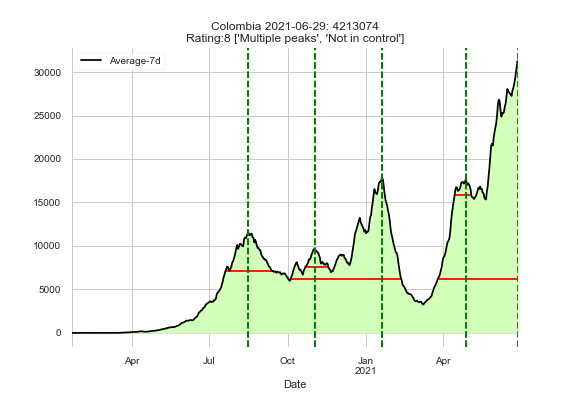 Colombia 2021-06-29: 4213074
Rating:8 ['Multiple peaks', 'Not in control']
Average-7d
30000
25000
20000
15000
10000
5000
0
Apr Jul Oct Jan Apr
2021
Date